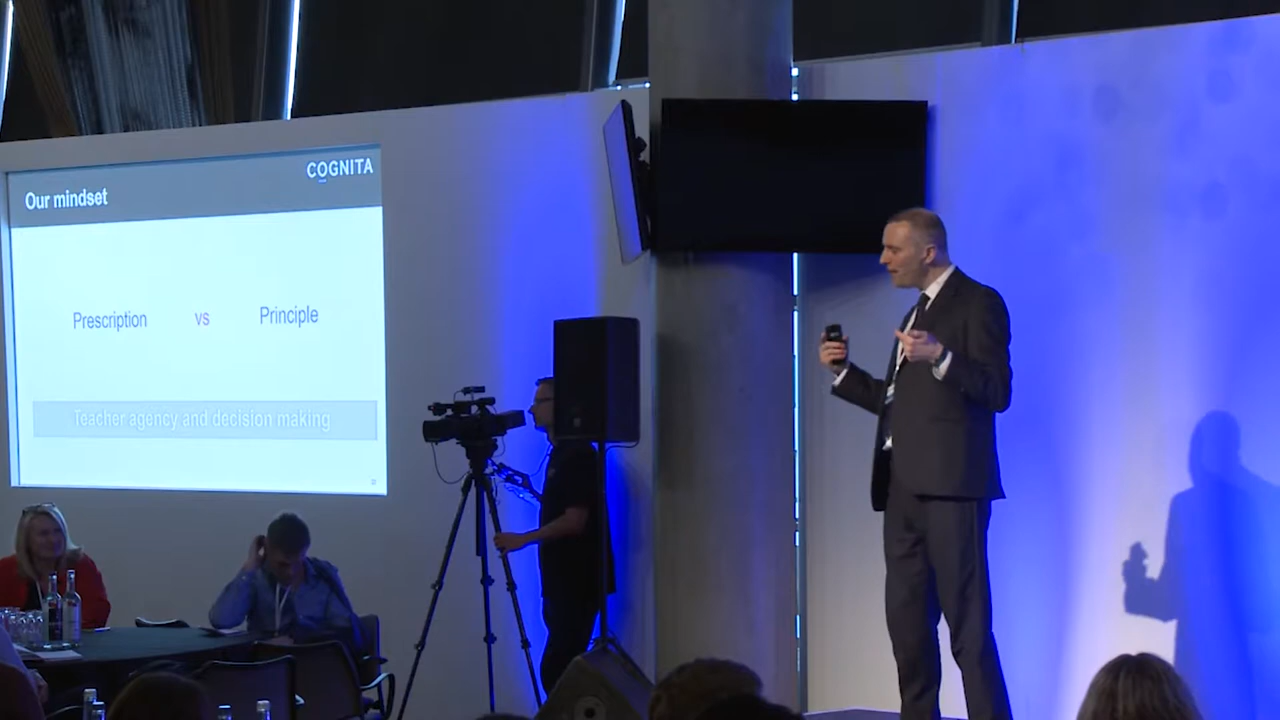 COGNITA
Our mindset
Prescription vs Principle
Teacher agency and decision making